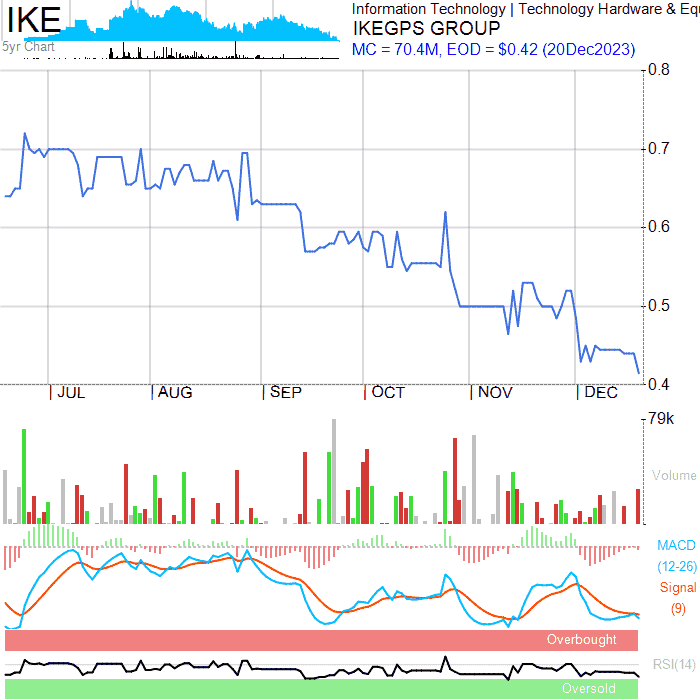 IKE
5yr Chart
Information Technology | Technology Hardware & Equ
IKEGPS GROUP
MC = 70.4M, EOD = $0.42 (20Dec2023)
0.8
0.7
0.6
0.5
0.4
JUL AUG SEP OCT NOV DEC
79k
Volume
MACD
(12-26)
Signal
(9)
Overbought
RSI(14)
Oversold